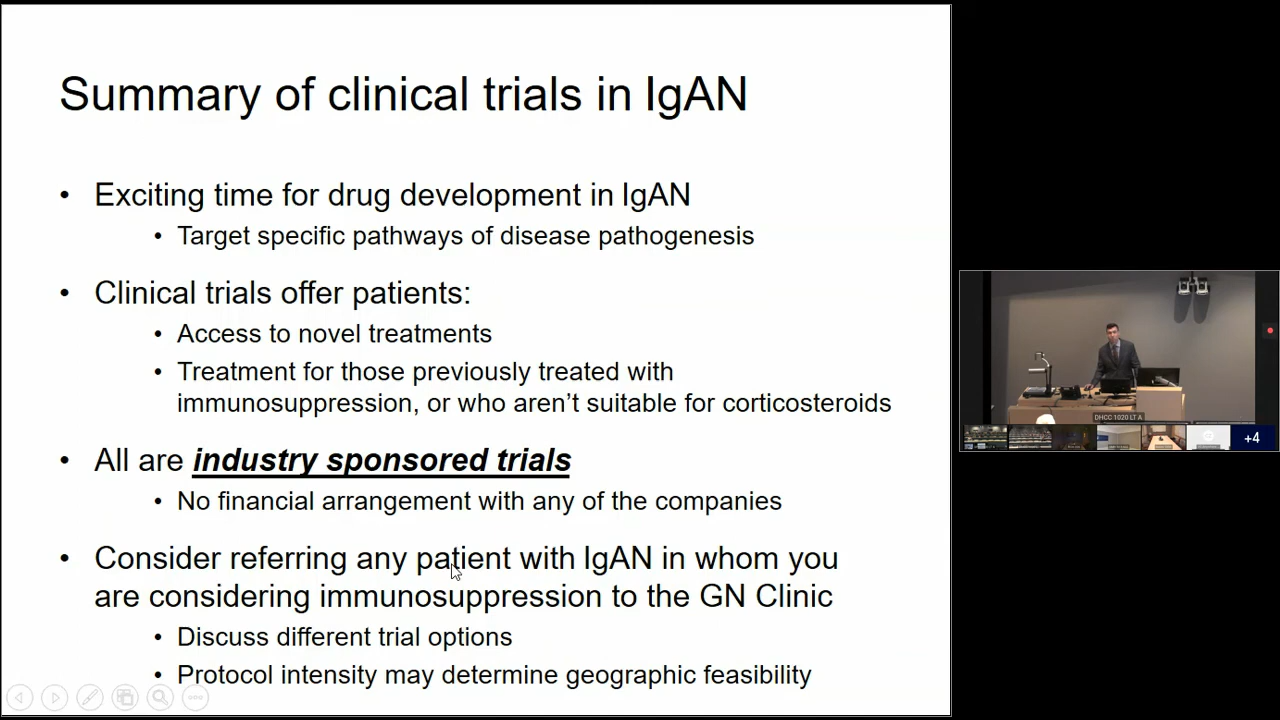 Summary of clinical trials in IgAN
• Exciting time for drug development in IgAN
• Target specific pathways of disease pathogenesis
• Clinical trials offer patients:
• Access to novel treatments
• Treatment for those previously treated with
immunosuppression, or who aren't suitable for corticosteroids
• All are industry sponsored trials
• No financial arrangement with any of the companies
• Consider referring any patient with IgAN in whom you
are considering immunosuppression to the GN Clinic
• Discuss different trial options
• Protocol intensity may determine geographic feasibility
DHCC 1020 LT A
+4